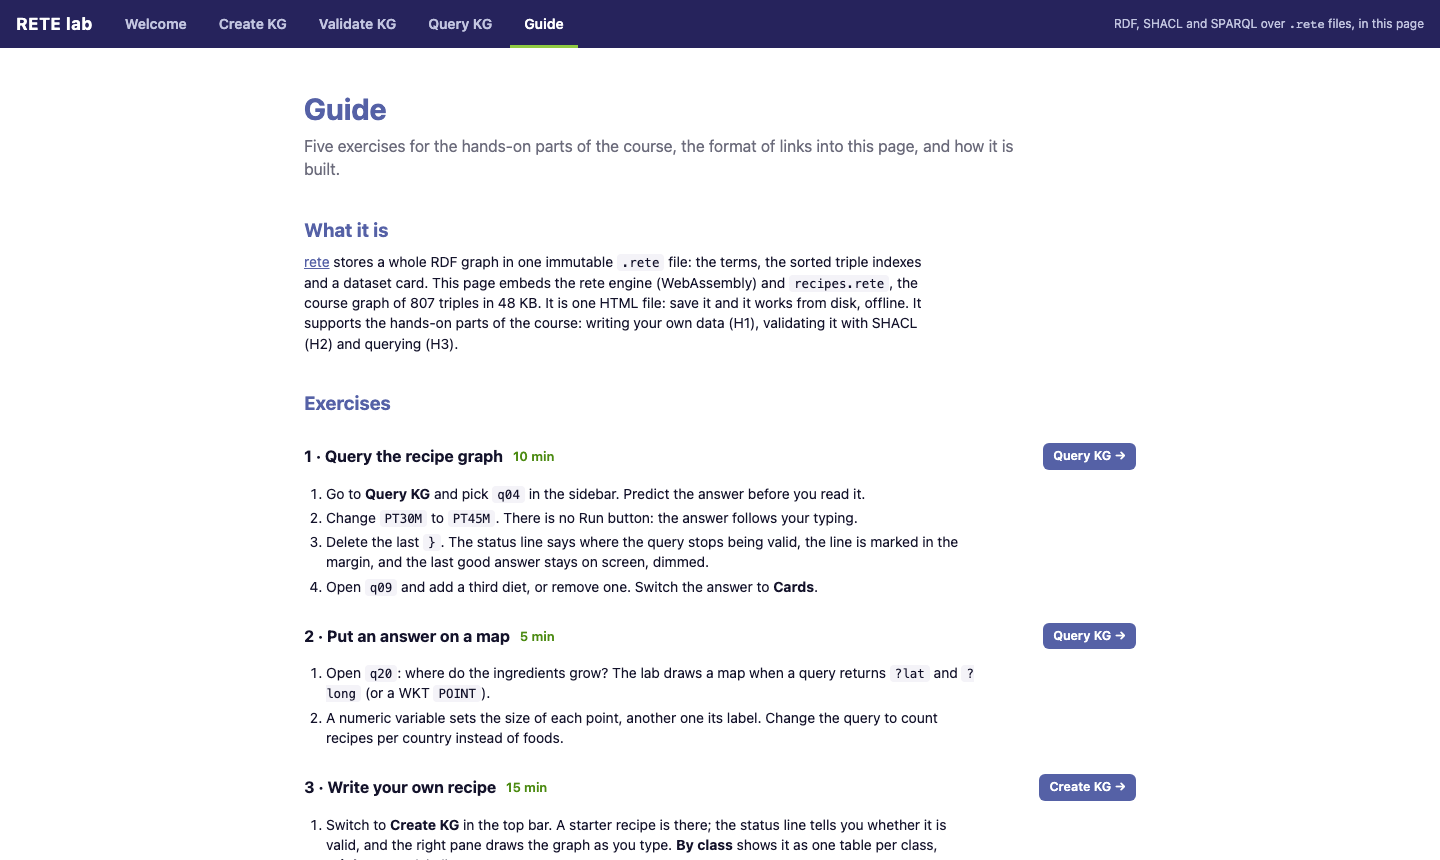 RETE lab
Welcome
Create KG
Validate KG
Query KG
Guide
RDF, SHACL and SPARQL over .rete files, in this page
Guide
Five exercises for the hands-on parts of the course, the format of links into this page, and how it is
built.
What it is
rete stores a whole RDF graph in one immutable .rete file: the terms, the sorted triple indexes
and a dataset card. This page embeds the rete engine (WebAssembly) and recipes.rete, the
course graph of 807 triples in 48 KB. It is one HTML file: save it and it works from disk, offline. It
supports the hands-on parts of the course: writing your own data (H1), validating it with SHACL
(H2) and querying (H3).
Exercises
1 · Query the recipe graph 10 min
Query KG →
1. Go to Query KG and pick q04 in the sidebar. Predict the answer before you read it.
2. Change PT30M to PT45M. There is no Run button: the answer follows your typing.
3. Delete the last }. The status line says where the query stops being valid, the line is marked in the
margin, and the last good answer stays on screen, dimmed.
4. Open q09 and add a third diet, or remove one. Switch the answer to Cards.
2 · Put an answer on a map 5 min
Query KG →
1. Open q20: where do the ingredients grow? The lab draws a map when a query returns ?lat and ?
long (or a WKT POINT).
2. A numeric variable sets the size of each point, another one its label. Change the query to count
recipes per country instead of foods.
3 · Write your own recipe 15 min
Create KG →
1. Switch to Create KG in the top bar. A starter recipe is there; the status line tells you whether it is
valid, and the right pane draws the graph as you type. By class shows it as one table per class,